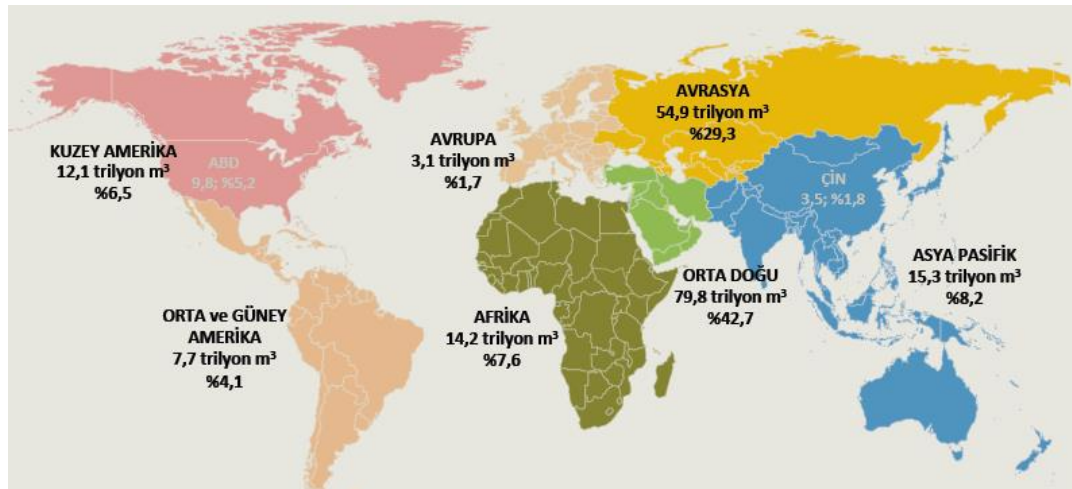 KUZEY AMERİKA
12,1 trilyon m³
%6,5
ABD
9,8; %5,2
ORTA ve GÜNEY
AMERİKA
7,7 trilyon m³
%4,1
AVRUPA
3,1 trilyon m³
%1,7
AFRİKA
14,2 trilyon m³
%7,6
AVRASYA
54,9 trilyon m³
%29,3
ORTA DOĞU
79,8 trilyon m³
%42,7
ÇİN
3,5; %1,8
ASYA PASİFİK
15,3 trilyon m³
%8,2